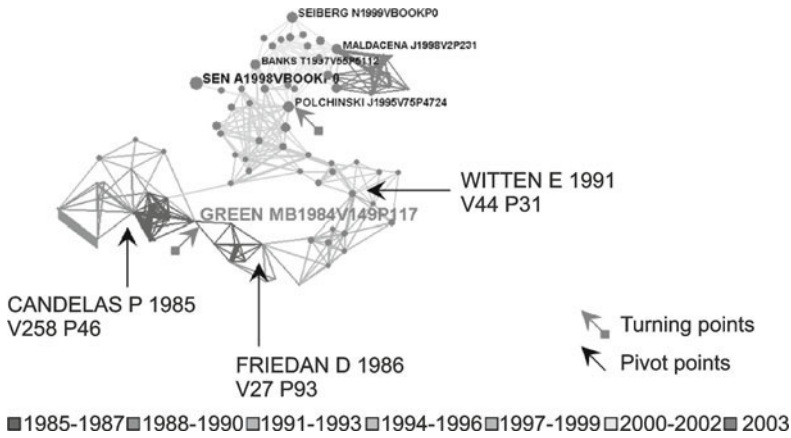 SEIBERG N1999VBOOKP0
MALDACENA J1998V2P231
BANKS T1997V55P5112
SEN A1998VBOOKP0
POLCHINSKI J1995V75P4724
WITTEN E 1991
V44 P31
GREEN MB1984V149P117
CANDELAS P 1985
V258 P46
FRIEDAN D 1986
V27 P93
Turning points
Pivot points
1985-1987 1988-1990 1991-1993 1994-1996 1997-1999 2000-2002 2003